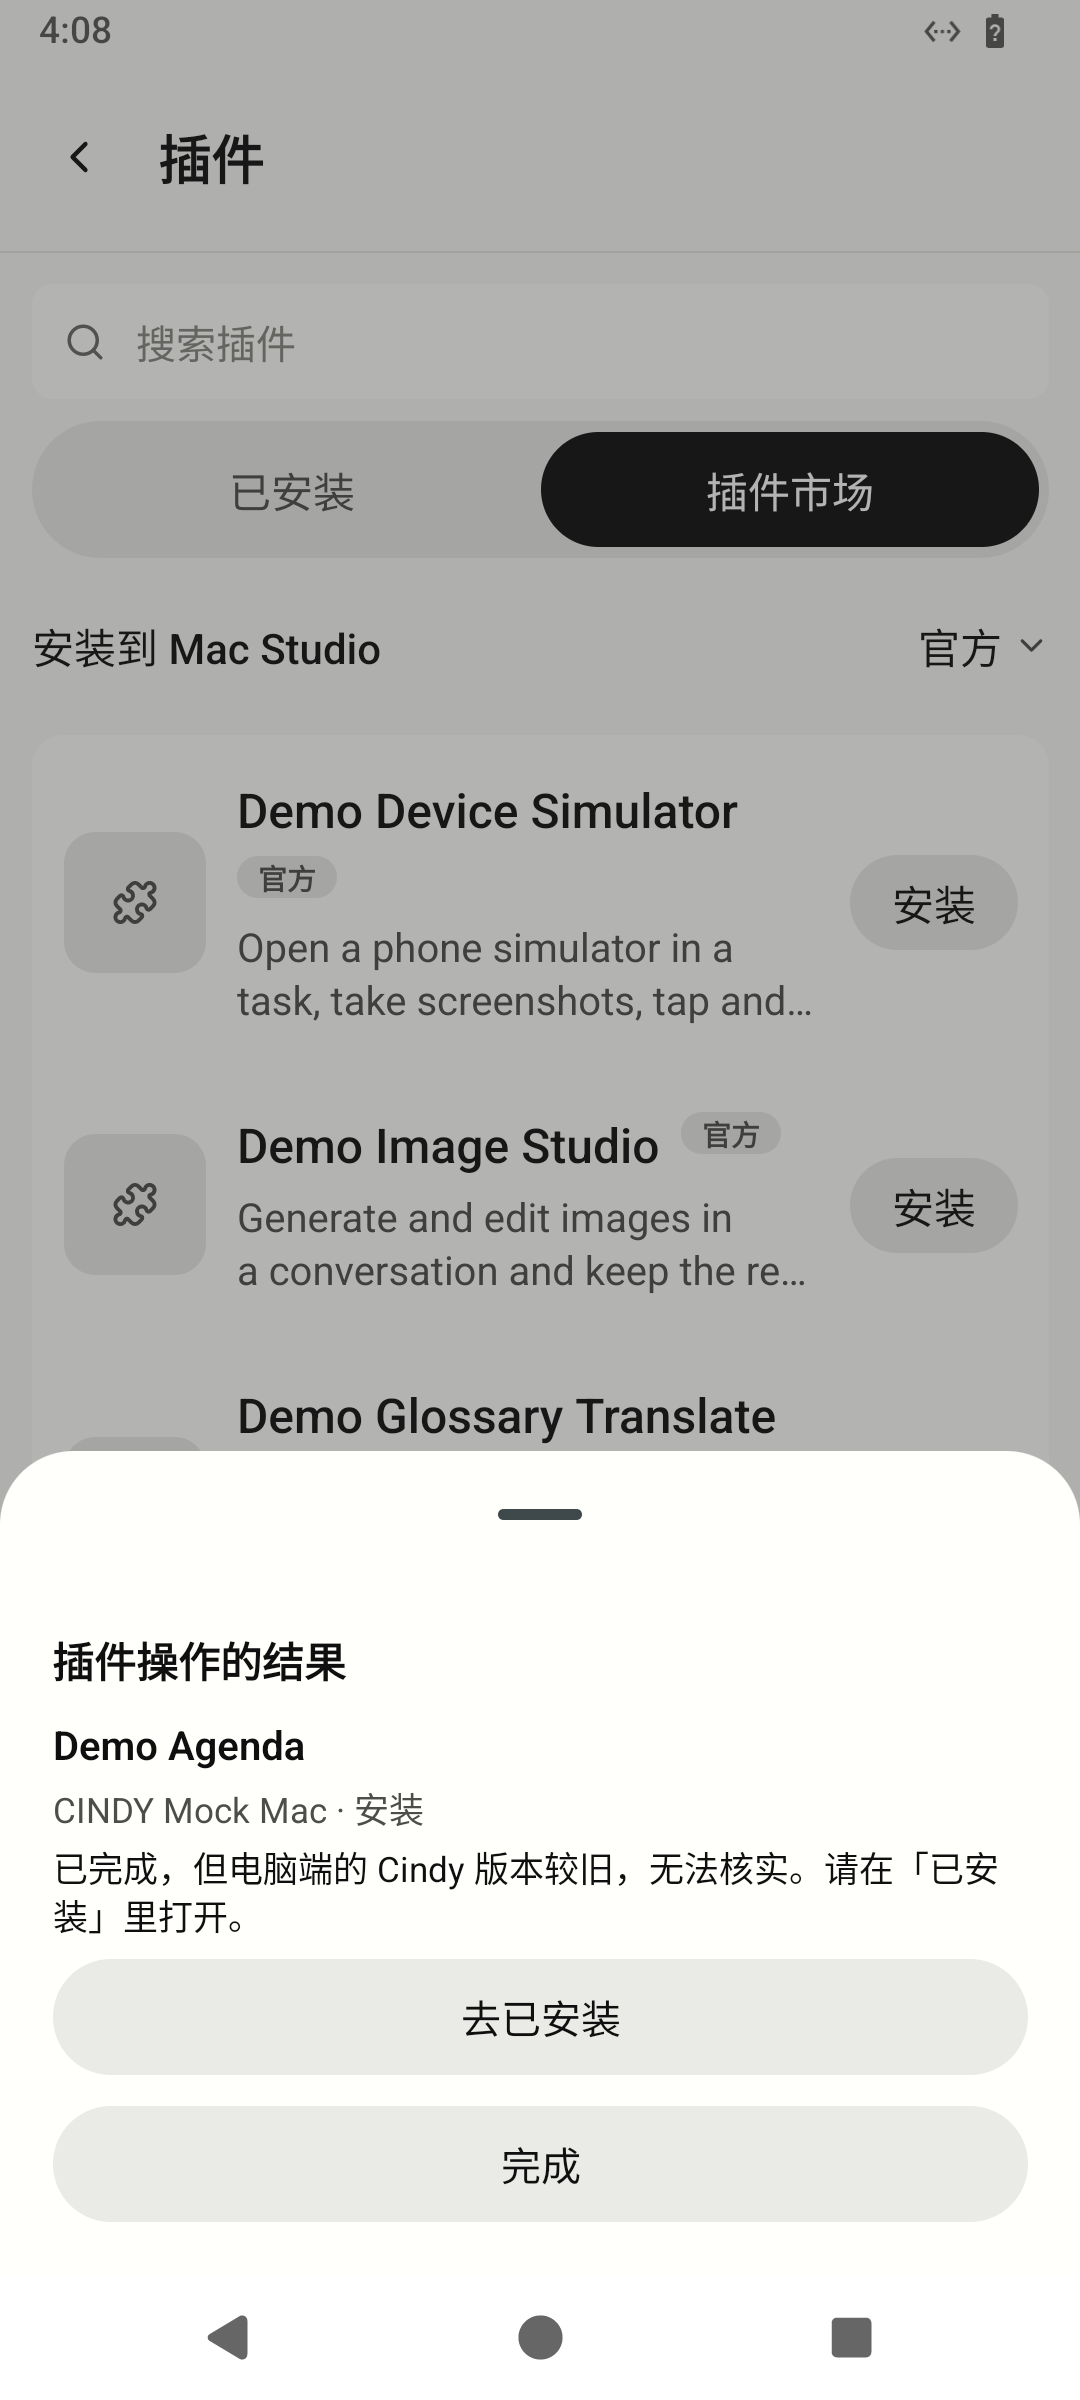 4:08
插件
搜索插件
已安装
插件市场
安装到 Mac Studio
官方
Demo Device Simulator
官方
Open a phone simulator in a
task, take screenshots, tap and…
安装
Demo Image Studio 官方
Generate and edit images in
a conversation and keep the re…
安装
Demo Glossary Translate
插件操作的结果
Demo Agenda
CINDY Mock Mac · 安装
已完成，但电脑端的 Cindy 版本较旧，无法核实。请在「已安
装」里打开。
去已安装
完成